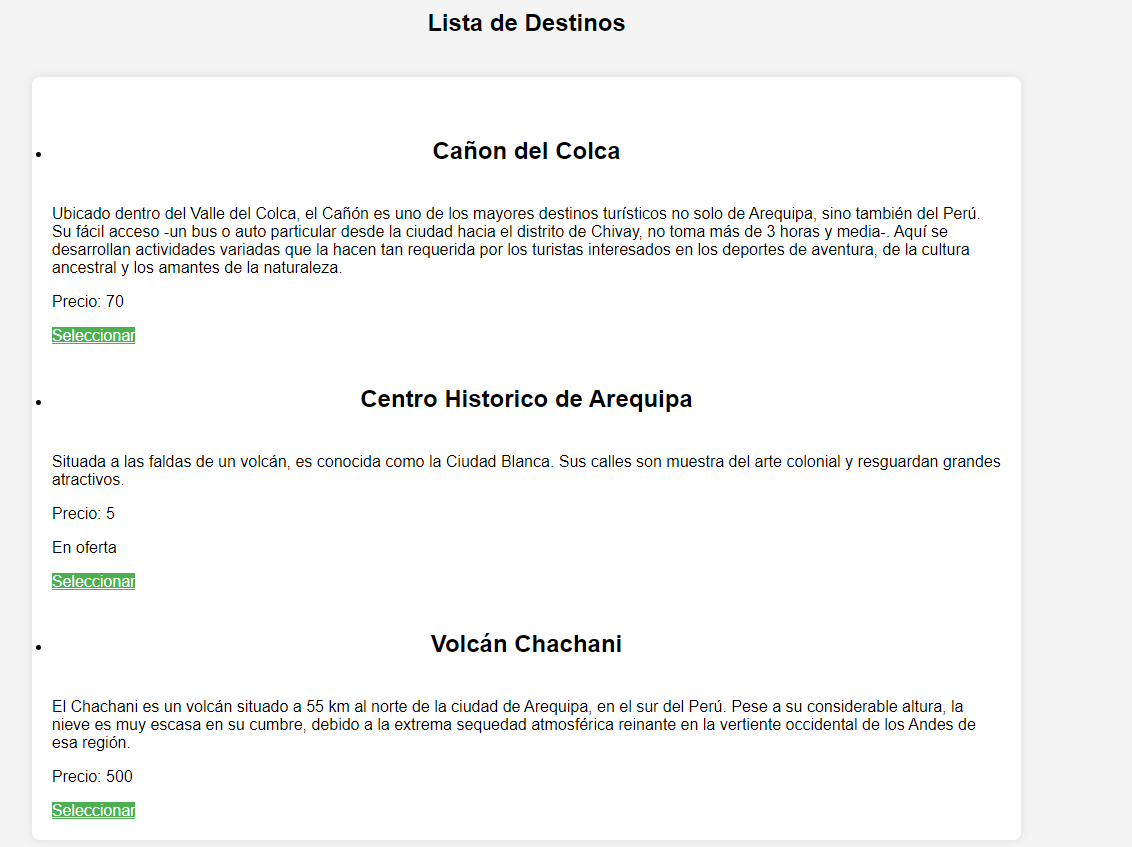 Lista de Destinos
Cañon del Colca
Ubicado dentro del Valle del Colca, el Cañón es uno de los mayores destinos turísticos no solo de Arequipa, sino también del Perú.
Su fácil acceso -un bus o auto particular desde la ciudad hacia el distrito de Chivay, no toma más de 3 horas y media-. Aquí se
desarrollan actividades variadas que la hacen tan requerida por los turistas interesados en los deportes de aventura, de la cultura
ancestral y los amantes de la naturaleza.
Precio: 70
Seleccionar
Centro Historico de Arequipa
Situada a las faldas de un volcán, es conocida como la Ciudad Blanca. Sus calles son muestra del arte colonial y resguardan grandes
atractivos.
Precio: 5
En oferta
Seleccionar
Volcán Chachani
El Chachani es un volcán situado a 55 km al norte de la ciudad de Arequipa, en el sur del Perú. Pese a su considerable altura, la
nieve es muy escasa en su cumbre, debido a la extrema sequedad atmosférica reinante en la vertiente occidental de los Andes de
esa región.
Precio: 500
Seleccionar